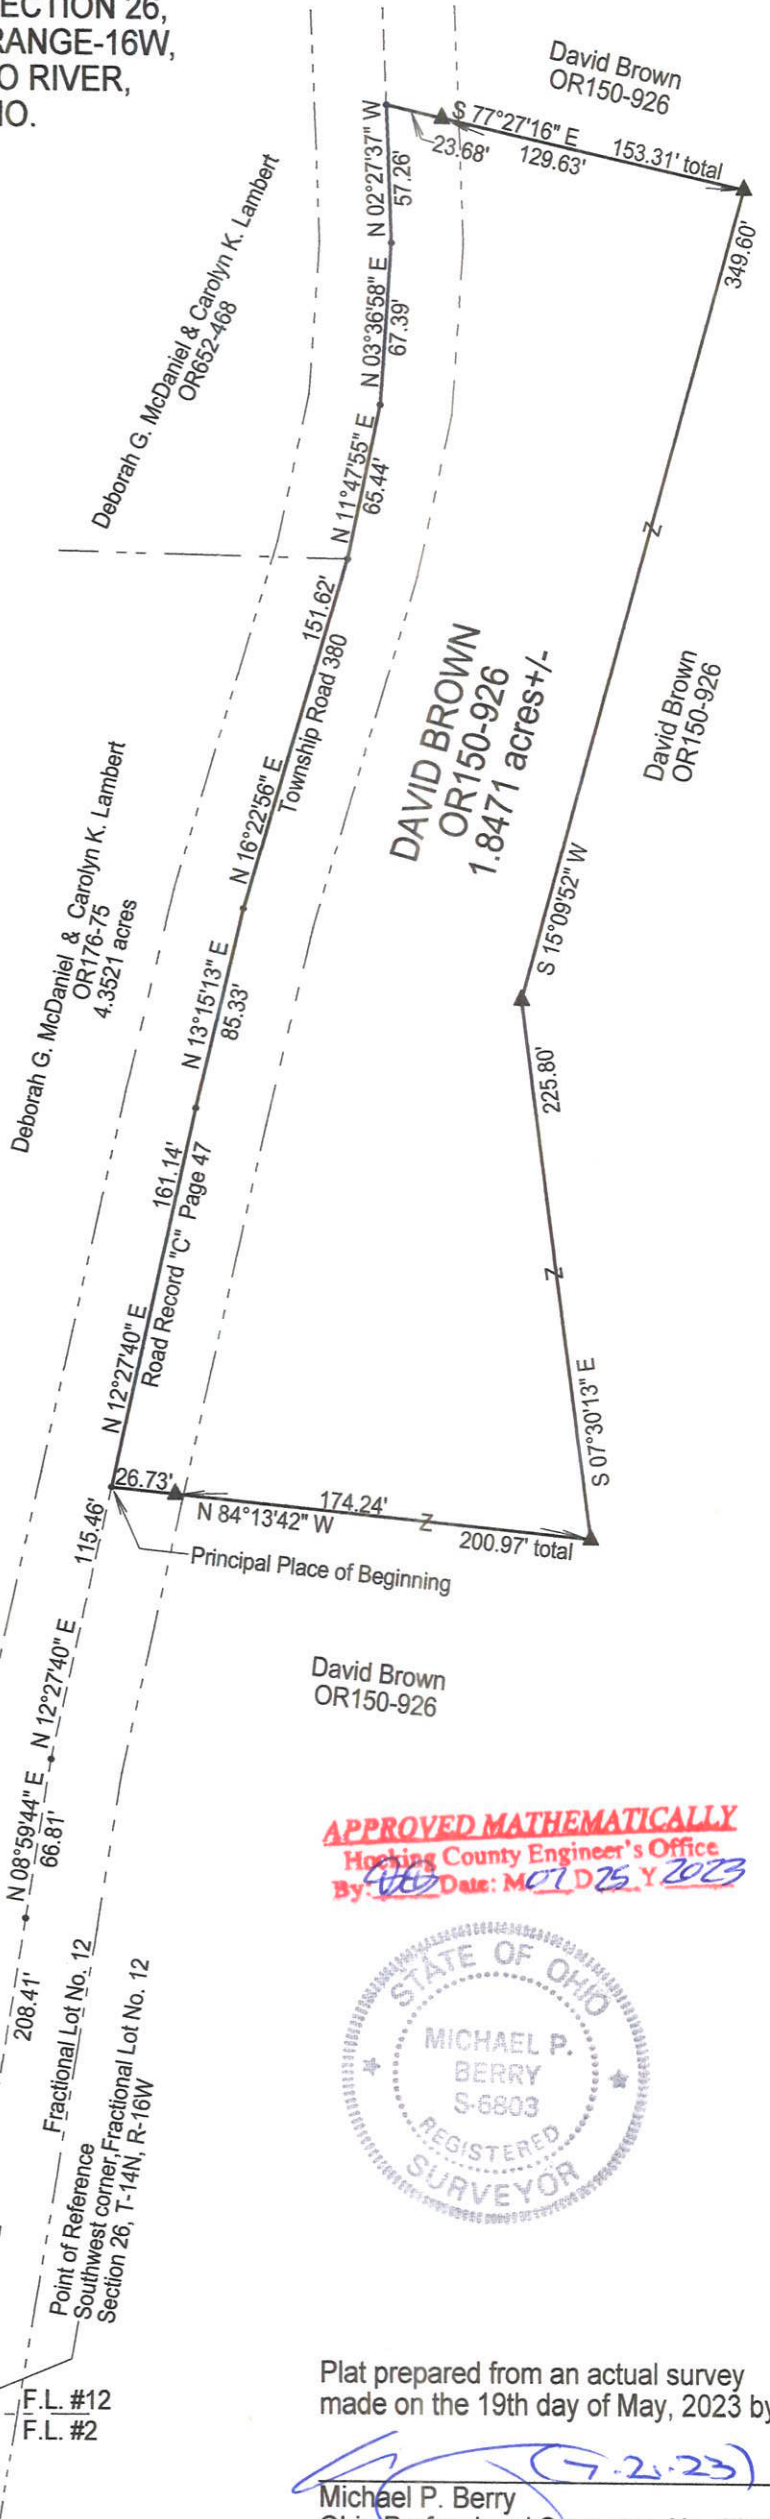 SECTION 26,
RANGE-16W,
O RIVER,
IO.
David Brown
OR150-926
S 77°27'16" E
23.68'
129.63'
153.31' total
N 02°27'37" W
57.26'
349.60'
N 03°36'58" E
67.39'
Deborah G. McDaniel & Carolyn K. Lambert
OR652-468
N 11°47'55" E
65.44'
151.62'
N 16°22'56" E
Township Road 380
DAVID BROWN
OR150-926
1.8471 acres+/-
David Brown
OR150-926
Z
S 15°09'52" W
Deborah G. McDaniel & Carolyn K. Lambert
OR176-75
4.3521 acres
N 13°15'13" E
85.33'
225.80'
161.14'
N 12°27'40" E
Road Record "C" Page 47
Z
S 07°30'13" E
26.73'
174.24'
N 84°13'42" W
Z
200.97' total
115.46'
Principal Place of Beginning
N 12°27'40" E
David Brown
OR150-926
N 08°59'44" E
66.81'
APPROVED MATHEMATICALLY
Hocking County Engineer's Office
By: Date: M 07 D 25 Y 2023
208.41'
Fractional Lot No. 12
STATE OF OHIO
MICHAEL P.
BERRY
S-6803
REGISTERED
SURVEYOR
Point of Reference
Southwest corner, Fractional Lot No. 12
Section 26, T-14N, R-16W
F.L. #12
F.L. #2
Plat prepared from an actual survey
made on the 19th day of May, 2023 by
Michael P. Berry